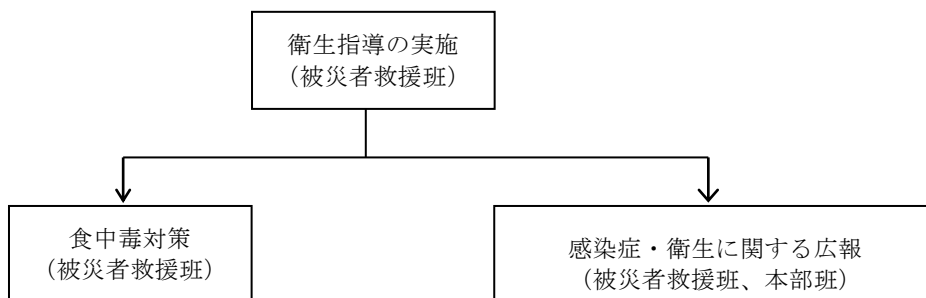 衛生指導の実施
（被災者救援班）
食中毒対策
（被災者救援班）
感染症・衛生に関する広報
（被災者救援班、本部班）